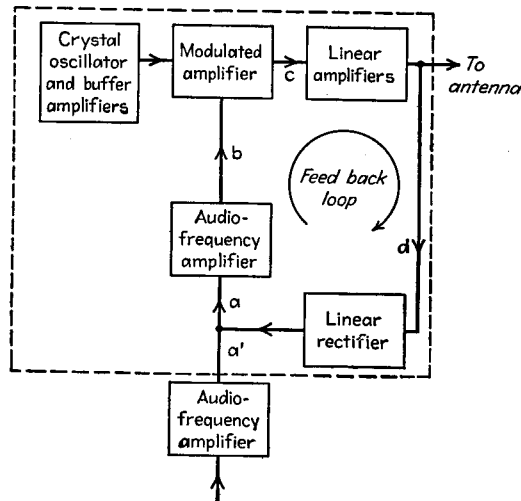 Crystal
oscillator
and buffer
amplifiers
Modulated
amplifier
c
Linear
amplifiers
To
antenna
b
Feed back
loop
d
Audio-
frequency
amplifier
a
Linear
rectifier
a'
Audio-
frequency
amplifier